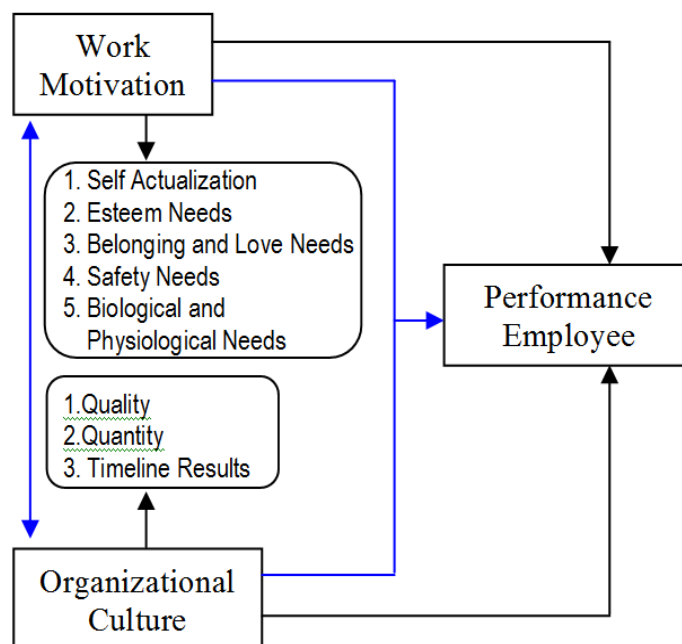 Work
Motivation
1. Self Actualization
2. Esteem Needs
3. Belonging and Love Needs
4. Safety Needs
5. Biological and
Physiological Needs
Performance
Employee
1.Quality
2.Quantity
3. Timeline Results
Organizational
Culture